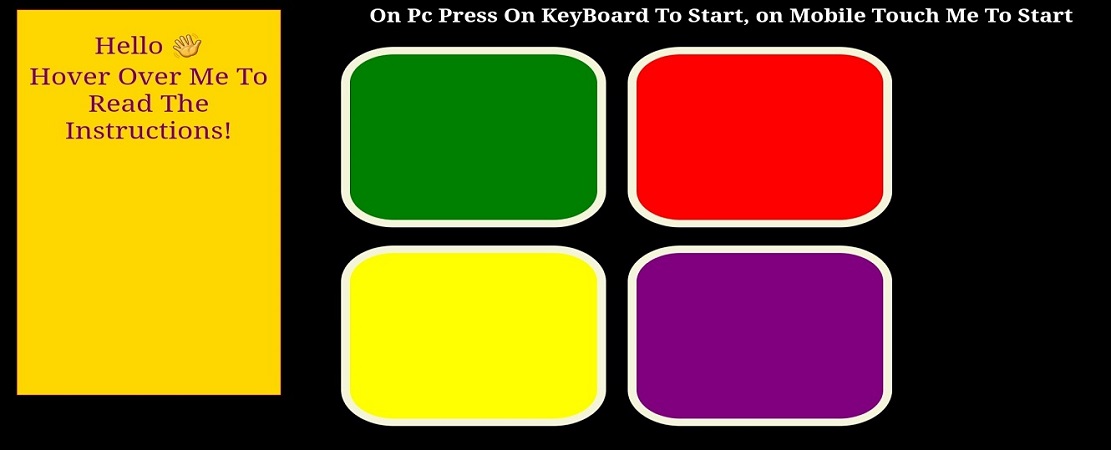 On Pc Press On KeyBoard To Start, on Mobile Touch Me To Start
Hello 👋
Hover Over Me To
Read The
Instructions!